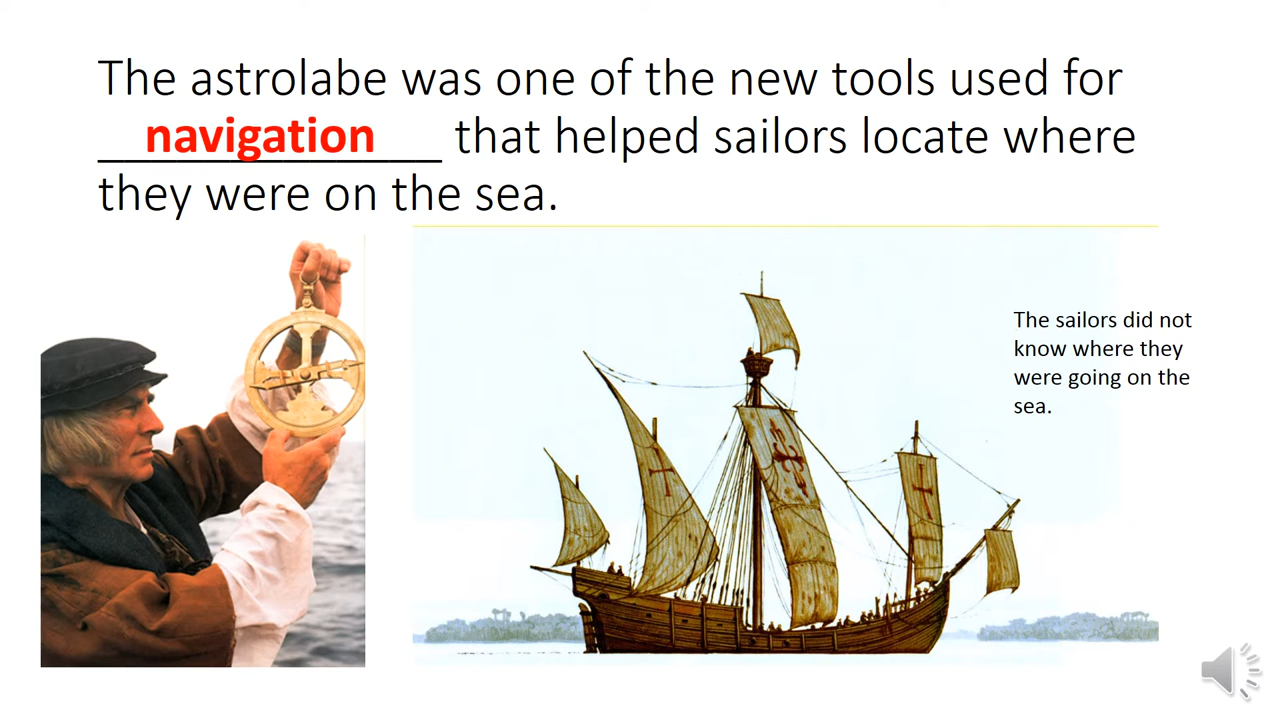 The astrolabe was one of the new tools used for
navigation that helped sailors locate where
they were on the sea.
The sailors did not
know where they
were going on the
sea.